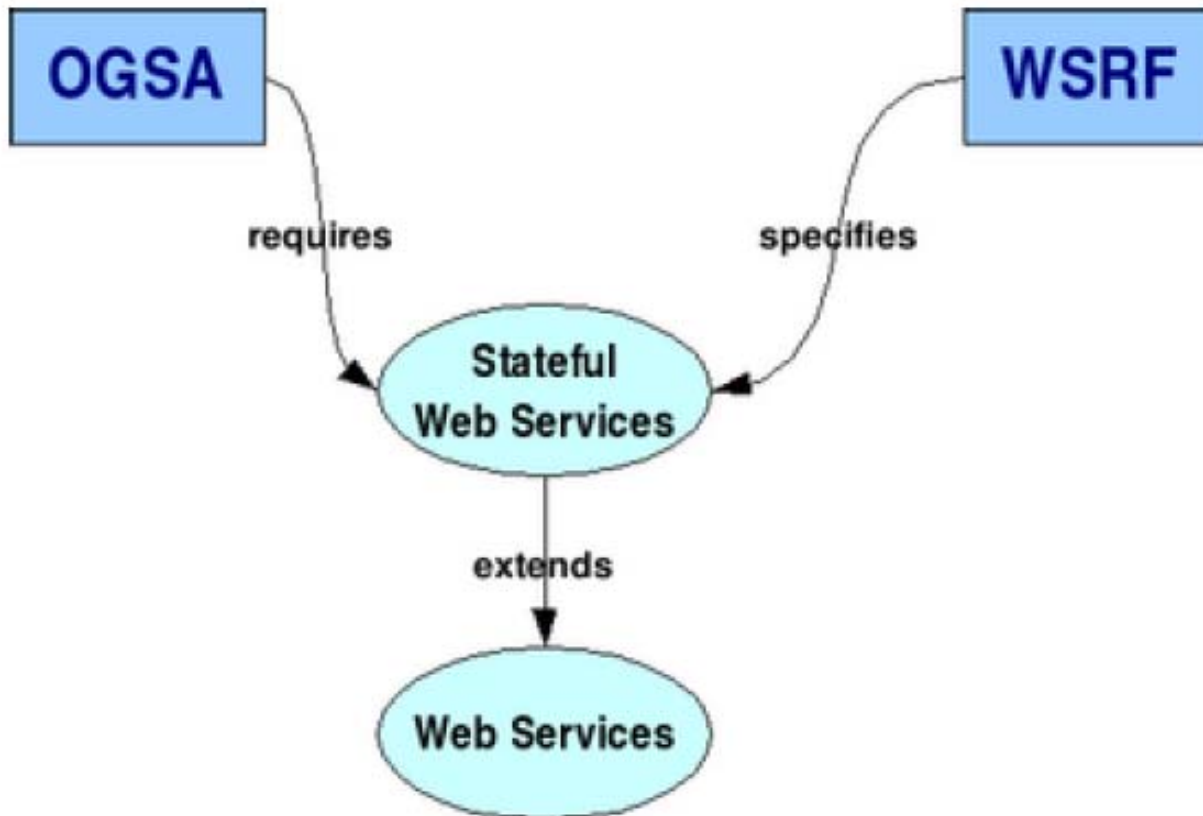 OGSA
WSRF
requires
specifies
Stateful
Web Services
extends
Web Services